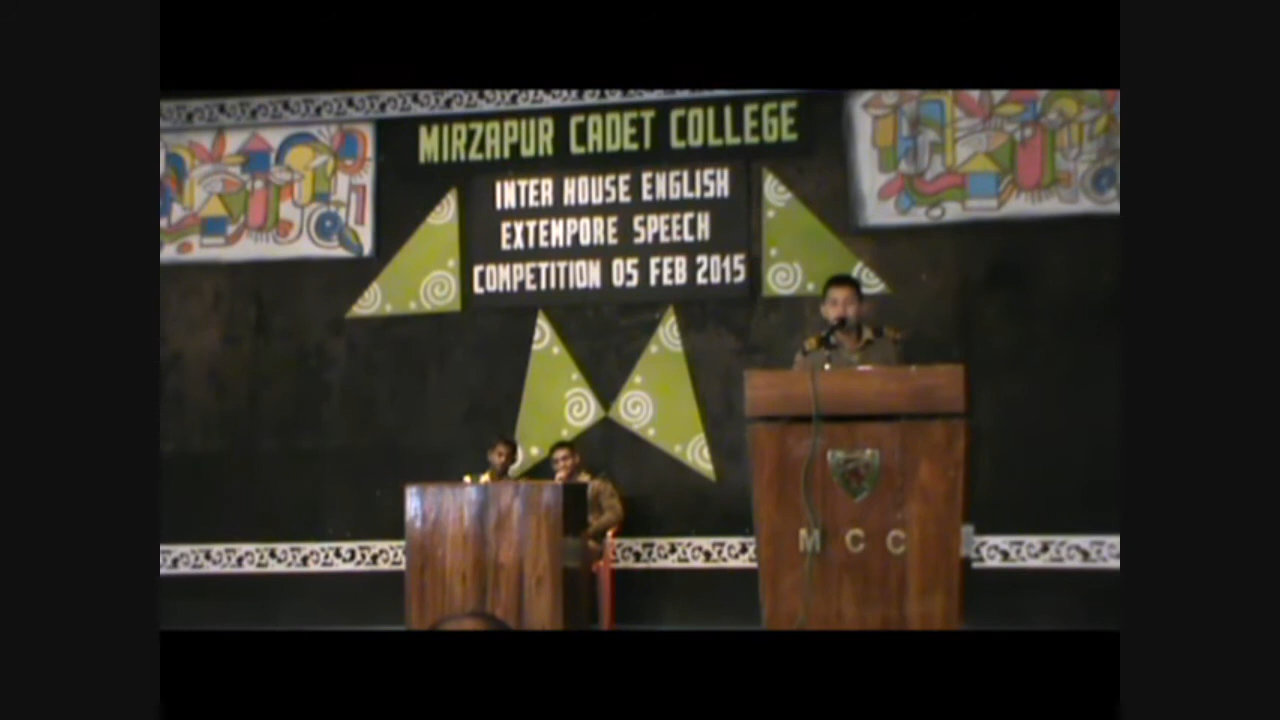 MIRZAPUR CADET COLLEGE
INTER HOUSE ENGLISH
EXTEMPORE SPEECH
COMPETITION 05 FEB 2015
M C C